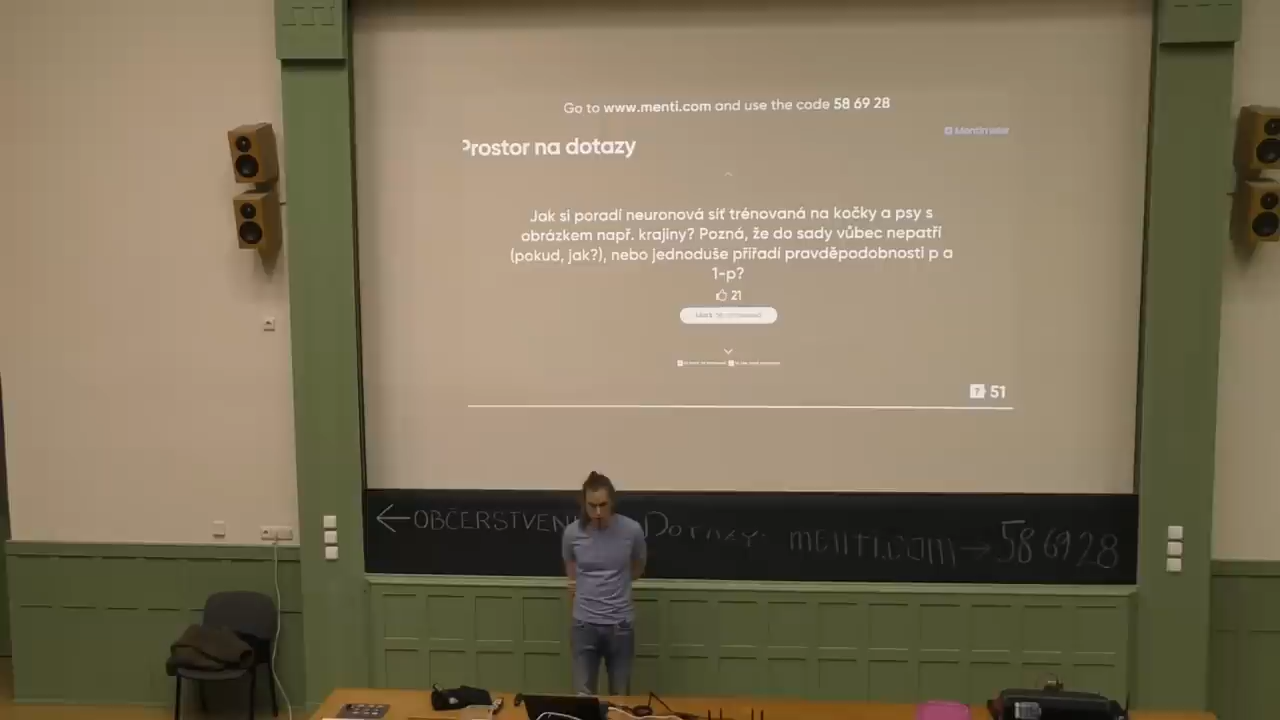 Go to www.menti.com and use the code 58 69 28
Mentimeter
Prostor na dotazy
Jak si poradí neuronová síť trénovaná na kočky a psy s
obrázkem např. krajiny? Pozná, že do sady vůbec nepatří
(pokud, jak?), nebo jednoduše přiřadí pravděpodobnosti p a
1-p?
21
51
← OBČERSTVEN Dotazy: menti.com → 58 69 28